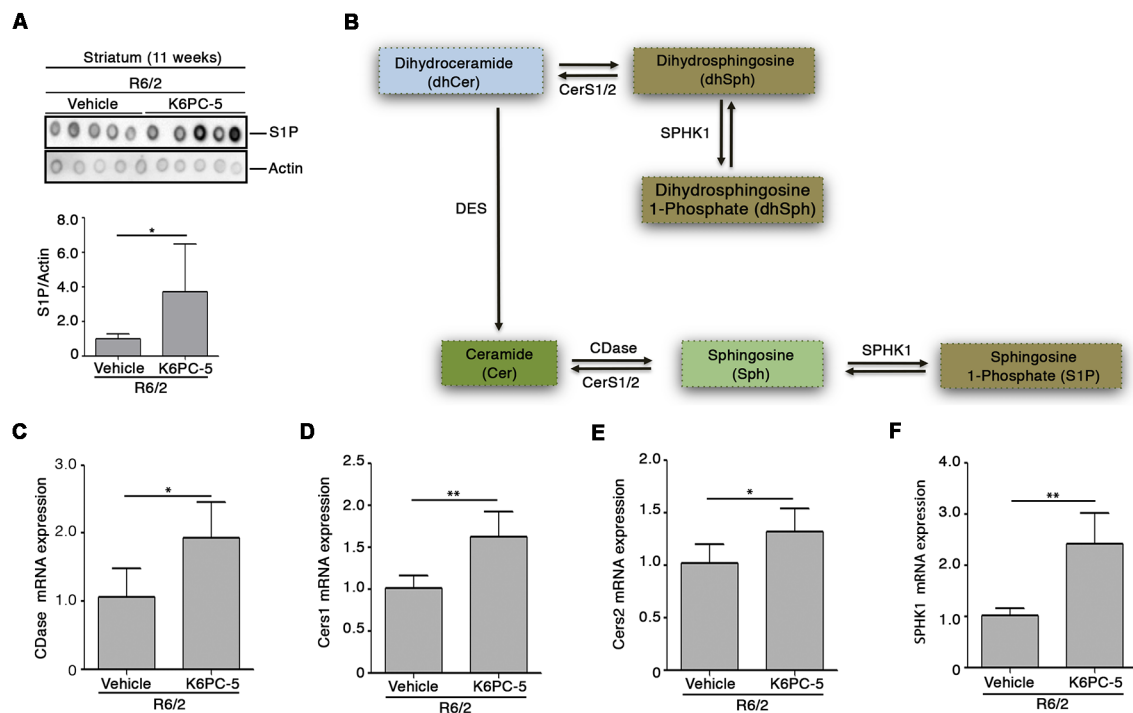 A
Striatum (11 weeks)
R6/2
Vehicle K6PC-5
S1P
Actin
8.0
6.0
4.0
2.0
0
S1P/Actin
*
Vehicle K6PC-5
R6/2
B
Dihydroceramide
(dhCer)
CerS1/2
Dihydrosphingosine
(dhSph)
SPHK1
Dihydrosphingosine
1-Phosphate (dhSph)
DES
Ceramide
(Cer)
CDase
CerS1/2
Sphingosine
(Sph)
SPHK1
Sphingosine
1-Phosphate (S1P)
C
CDase mRNA expression
3.0
2.0
1.0
0
*
Vehicle K6PC-5
R6/2
D
Cers1 mRNA expression
2.5
2.0
1.5
1.0
0.5
0
**
Vehicle K6PC-5
R6/2
E
Cers2 mRNA expression
2.0
1.5
1.0
0.5
0
*
Vehicle K6PC-5
R6/2
F
SPHK1 mRNA expression
4.0
3.0
2.0
1.0
0
**
Vehicle K6PC-5
R6/2